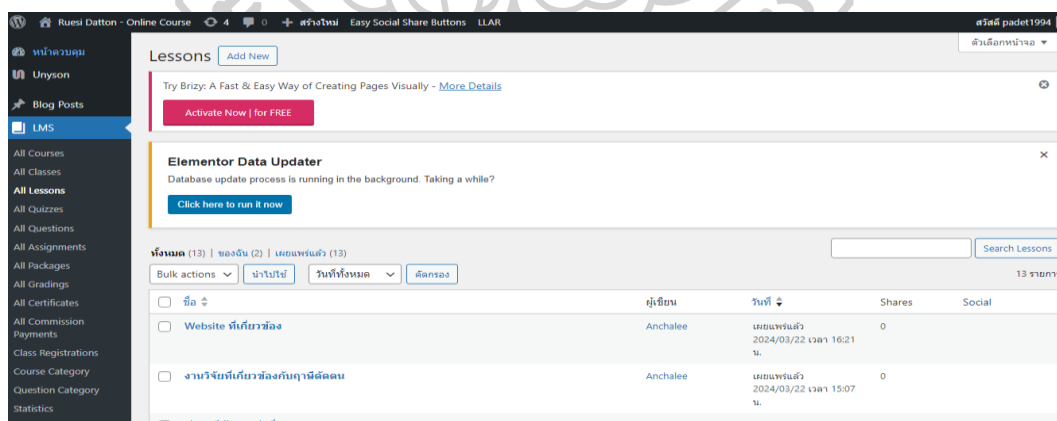 Ruesi Datton - Online Course 4 0 + สร้างใหม่ Easy Social Share Buttons LLAR สวัสดี padet1994
หน้าควบคุม
Unyson
Blog Posts
LMS
All Courses
All Classes
All Lessons
All Quizzes
All Questions
All Assignments
All Packages
All Gradings
All Certificates
All Commission
Payments
Class Registrations
Course Category
Question Category
Statistics
ตัวเลือกหน้าจอ
Lessons Add New
Try Brizy: A Fast & Easy Way of Creating Pages Visually - More Details
Activate Now | for FREE
Elementor Data Updater
Database update process is running in the background. Taking a while?
Click here to run it now
ทั้งหมด (13) | ของฉัน (2) | เผยแพร่แล้ว (13)
Search Lessons
Bulk actions นำไปใช้ วันที่ทั้งหมด คัดกรอง
13 รายการ
ชื่อ ผู้เขียน วันที่ Shares Social
Website ที่เกี่ยวข้อง Anchalee เผยแพร่แล้ว 0
2024/03/22 เวลา 16:21
น.
งานวิจัยที่เกี่ยวข้องกับฤาษีดัดตน Anchalee เผยแพร่แล้ว 0
2024/03/22 เวลา 15:07
น.